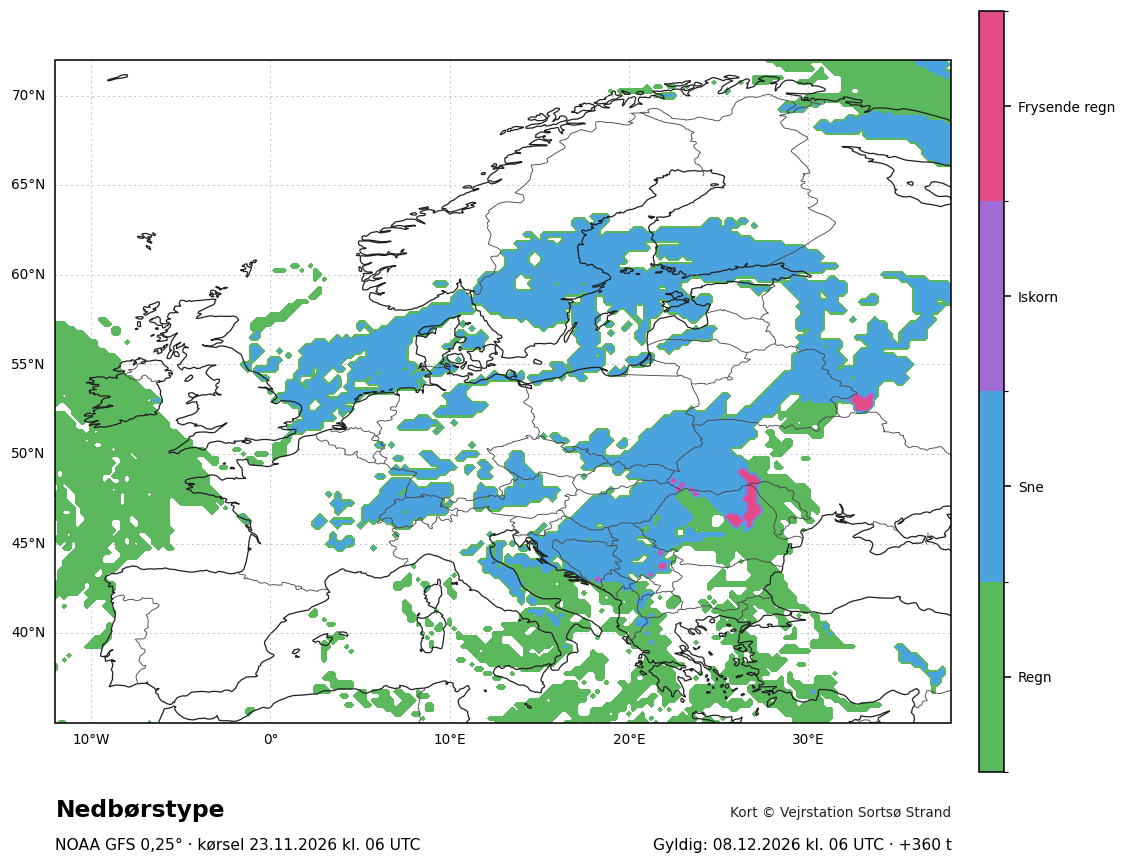 70°N
65°N
60°N
55°N
50°N
45°N
40°N
10°W
0°
10°E
20°E
30°E
Frysende regn
Iskorn
Sne
Regn
Nedbørstype
Kort © Vejrstation Sortsø Strand
NOAA GFS 0,25° · kørsel 23.11.2026 kl. 06 UTC
Gyldig: 08.12.2026 kl. 06 UTC · +360 t